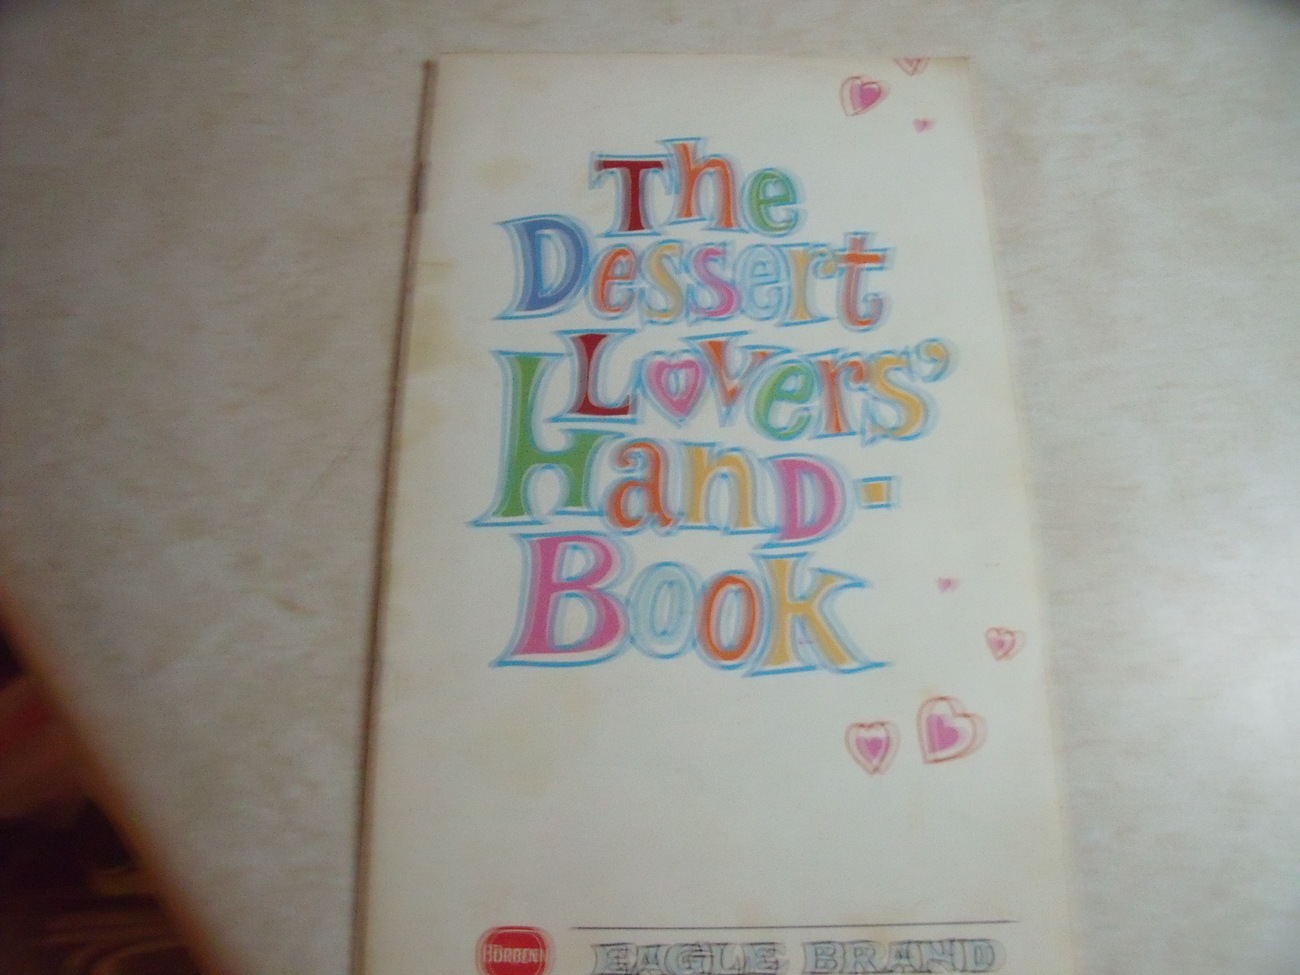 The
Dessert
Lovers'
Hand-
Book
BORDEN
EAGLE BRAND